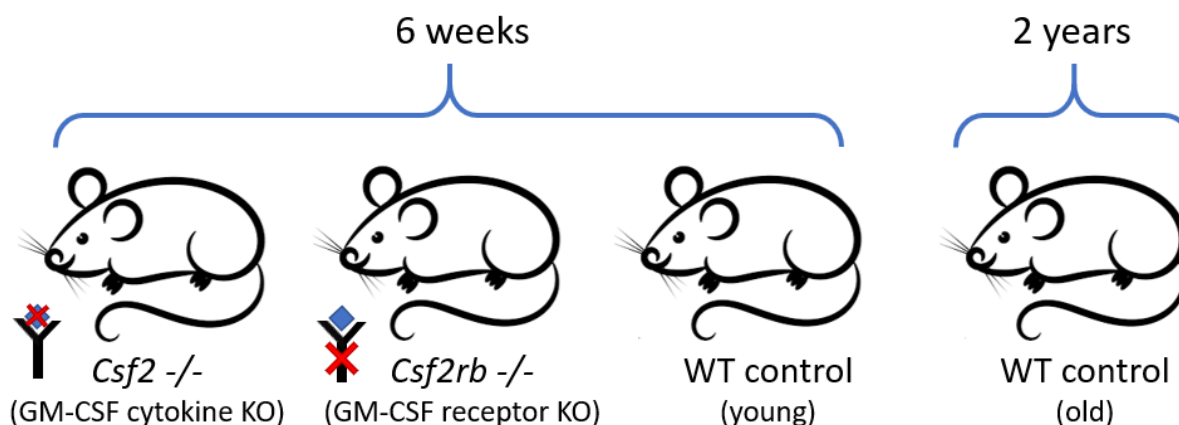 6 weeks
2 years
Csf2 -/-
(GM-CSF cytokine KO)
Csf2rb -/-
(GM-CSF receptor KO)
WT control
(young)
WT control
(old)